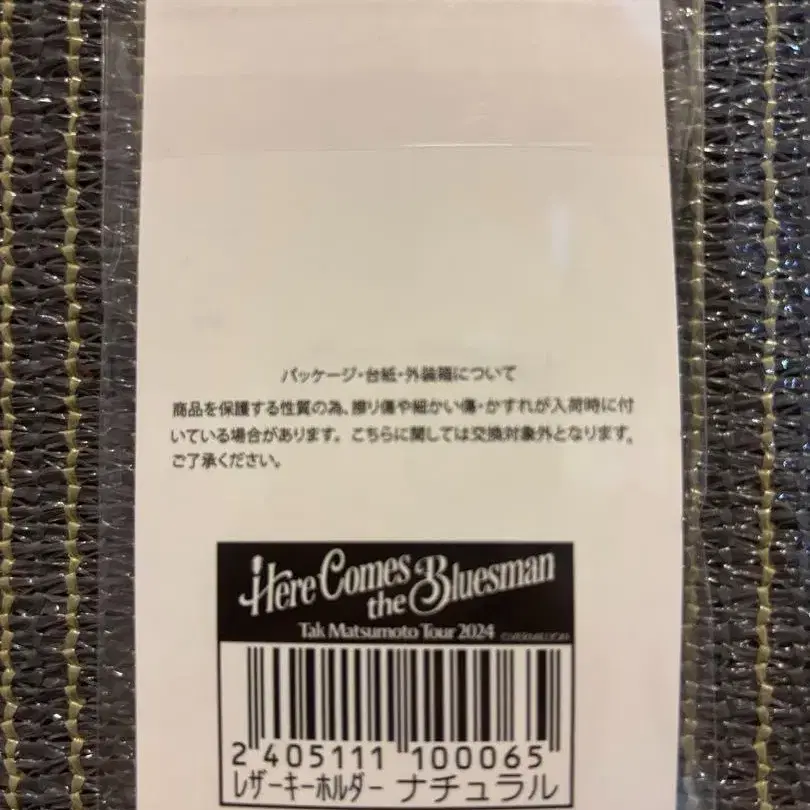 パッケージ・台紙・外装箱について
商品を保護する性質の為、擦り傷や細かい傷・かすれが入荷時に付
いている場合があります。こちらに関しては交換対象外となります。
ご了承ください。
Here Comes
the Bluesman
Tak Matsumoto Tour 2024 ©VERMILLION
2 405111 100065
レザーキーホルダー ナチュラル